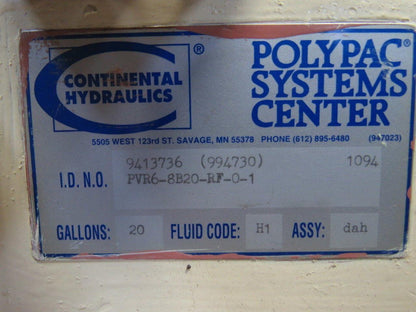 CONTINENTAL HYDRAULICS ®
POLYPAC ®
SYSTEMS
CENTER
5505 WEST 123rd ST. SAVAGE, MN 55378 PHONE (612) 895-6480 (947023)
9413736 (994730) 1094
I.D. N.O. PVR6-8B20-RF-0-1
GALLONS: 20 FLUID CODE: H1 ASSY: dah